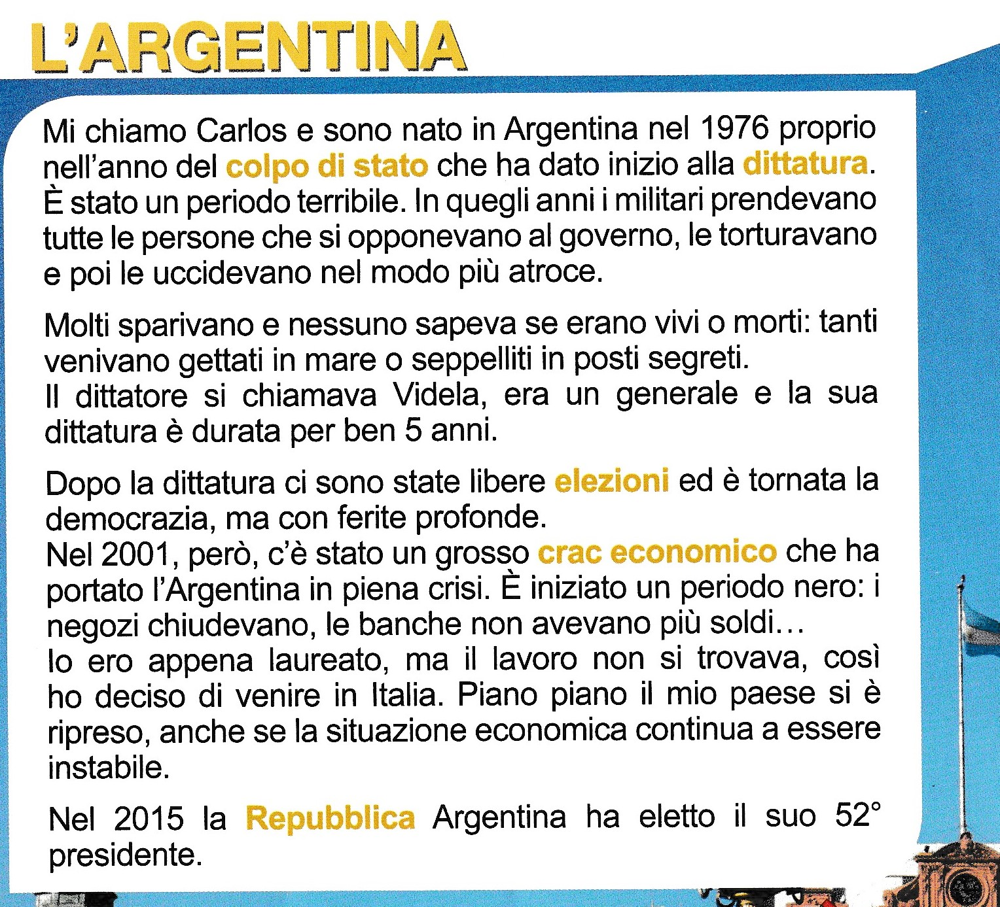 L'ARGENTINA
Mi chiamo Carlos e sono nato in Argentina nel 1976 proprio
nell'anno del colpo di stato che ha dato inizio alla dittatura.
È stato un periodo terribile. In quegli anni i militari prendevano
tutte le persone che si opponevano al governo, le torturavano
e poi le uccidevano nel modo più atroce.
Molti sparivano e nessuno sapeva se erano vivi o morti: tanti
venivano gettati in mare o seppelliti in posti segreti.
Il dittatore si chiamava Videla, era un generale e la sua
dittatura è durata per ben 5 anni.
Dopo la dittatura ci sono state libere elezioni ed è tornata la
democrazia, ma con ferite profonde.
Nel 2001, però, c'è stato un grosso crac economico che ha
portato l'Argentina in piena crisi. È iniziato un periodo nero: i
negozi chiudevano, le banche non avevano più soldi…
Io ero appena laureato, ma il lavoro non si trovava, così
ho deciso di venire in Italia. Piano piano il mio paese si è
ripreso, anche se la situazione economica continua a essere
instabile.
Nel 2015 la Repubblica Argentina ha eletto il suo 52°
presidente.